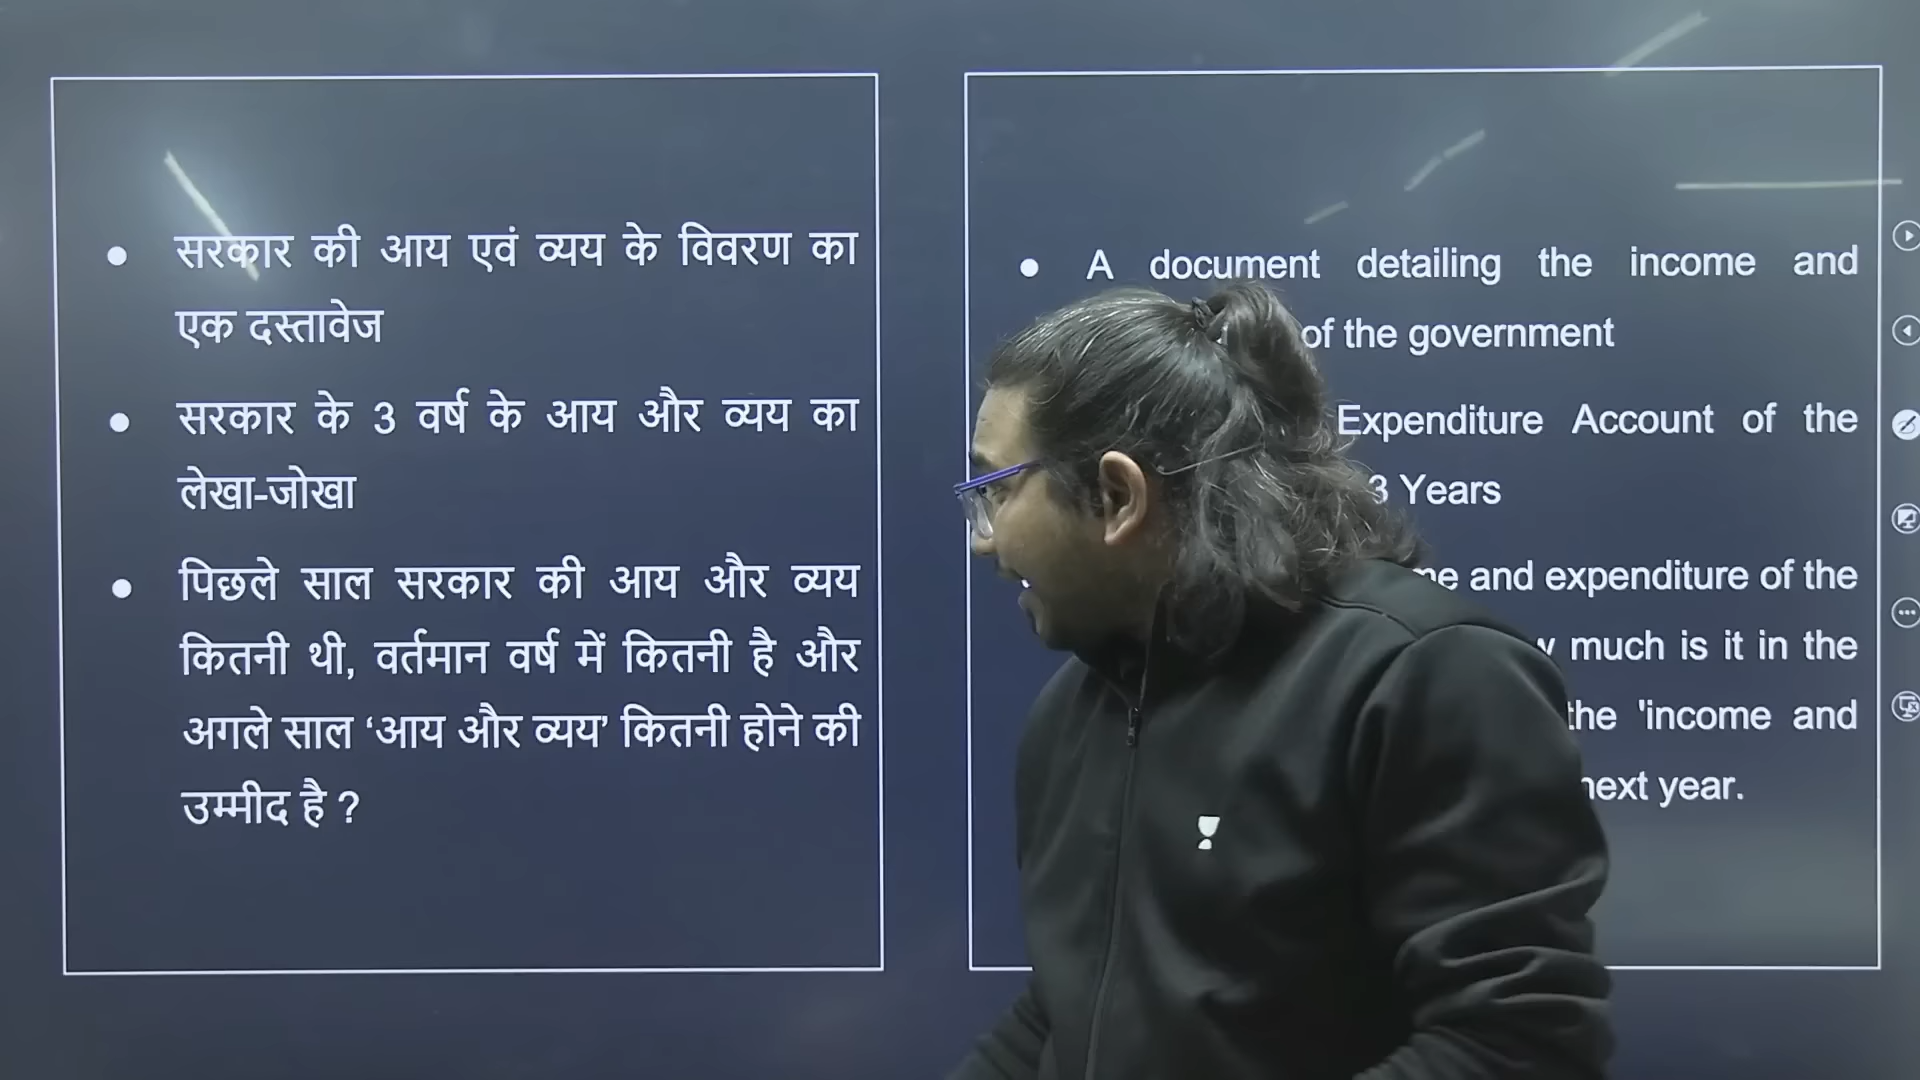 • सरकार की आय एवं व्यय के विवरण का
एक दस्तावेज
• सरकार के 3 वर्ष के आय और व्यय का
लेखा-जोखा
• पिछले साल सरकार की आय और व्यय
कितनी थी, वर्तमान वर्ष में कितनी है और
अगले साल ‘आय और व्यय’ कितनी होने की
उम्मीद है ?
• A document detailing the income and
of the government
Expenditure Account of the
3 Years
and expenditure of the
much is it in the
the 'income and
next year.